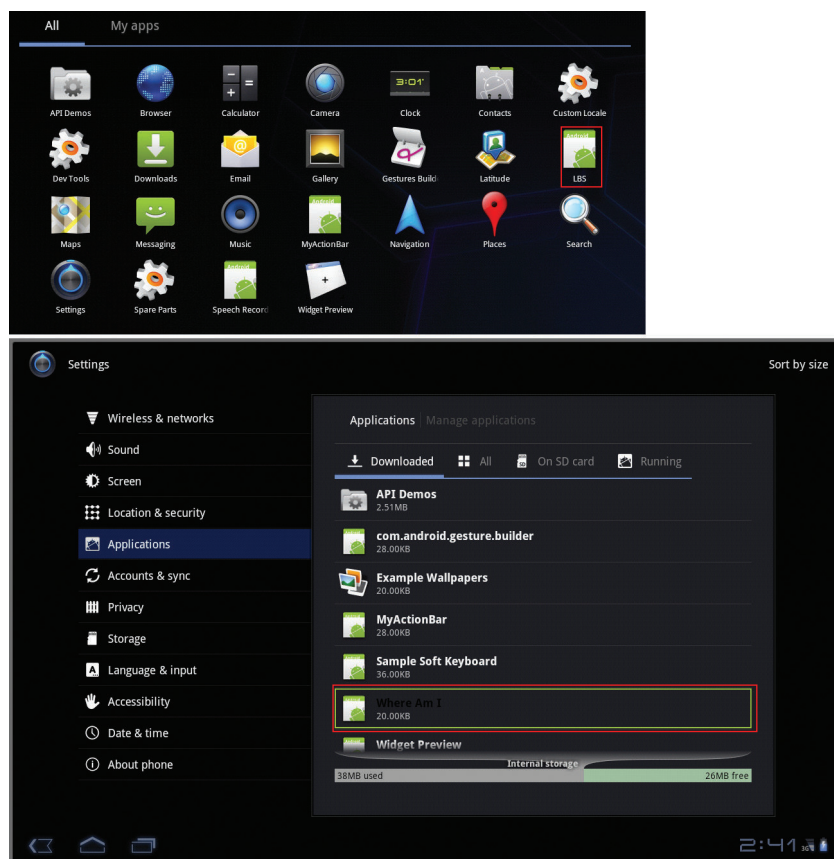 All My apps
API Demos Browser Calculator Camera Clock Contacts Custom Locale
Dev Tools Downloads Email Gallery Gestures Build Latitude LBS
Maps Messaging Music MyActionBar Navigation Places Search
Settings Spare Parts Speech Record Widget Preview
Settings Sort by size
Wireless & networks
Sound
Screen
Location & security
Applications
Accounts & sync
Privacy
Storage
Language & input
Accessibility
Date & time
About phone
Applications Manage applications
Downloaded All On SD card Running
API Demos
2.51MB
com.android.gesture.builder
28.00KB
Example Wallpapers
20.00KB
MyActionBar
28.00KB
Sample Soft Keyboard
36.00KB
Where Am I
20.00KB
Widget Preview
Internal storage
38MB used 26MB free
2:41 3G